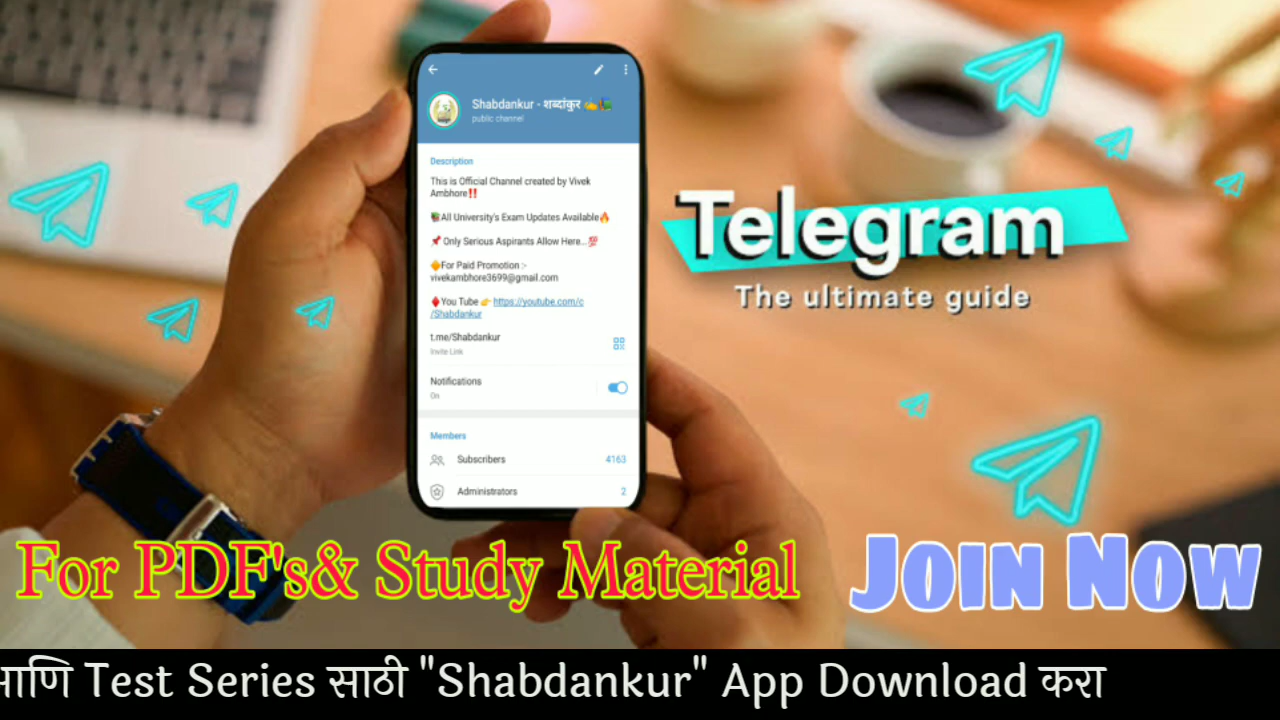 Shabdankur - शब्दांकुर ✍️📚
public channel
Description
This is Official Channel created by Vivek
Ambhore‼️
📚All University's Exam Updates Available🔥
📌 Only Serious Aspirants Allow Here...💯
🔶For Paid Promotion :-
vivekambhore3699@gmail.com
♦️You Tube 👉 https://youtube.com/c
/Shabdankur
t.me/Shabdankur
Invite Link
Notifications
On
Members
Subscribers 4163
Administrators 2
Telegram
The ultimate guide
For PDF's& Study Material
Join Now
Test Series साठी "Shabdankur" App Download करा